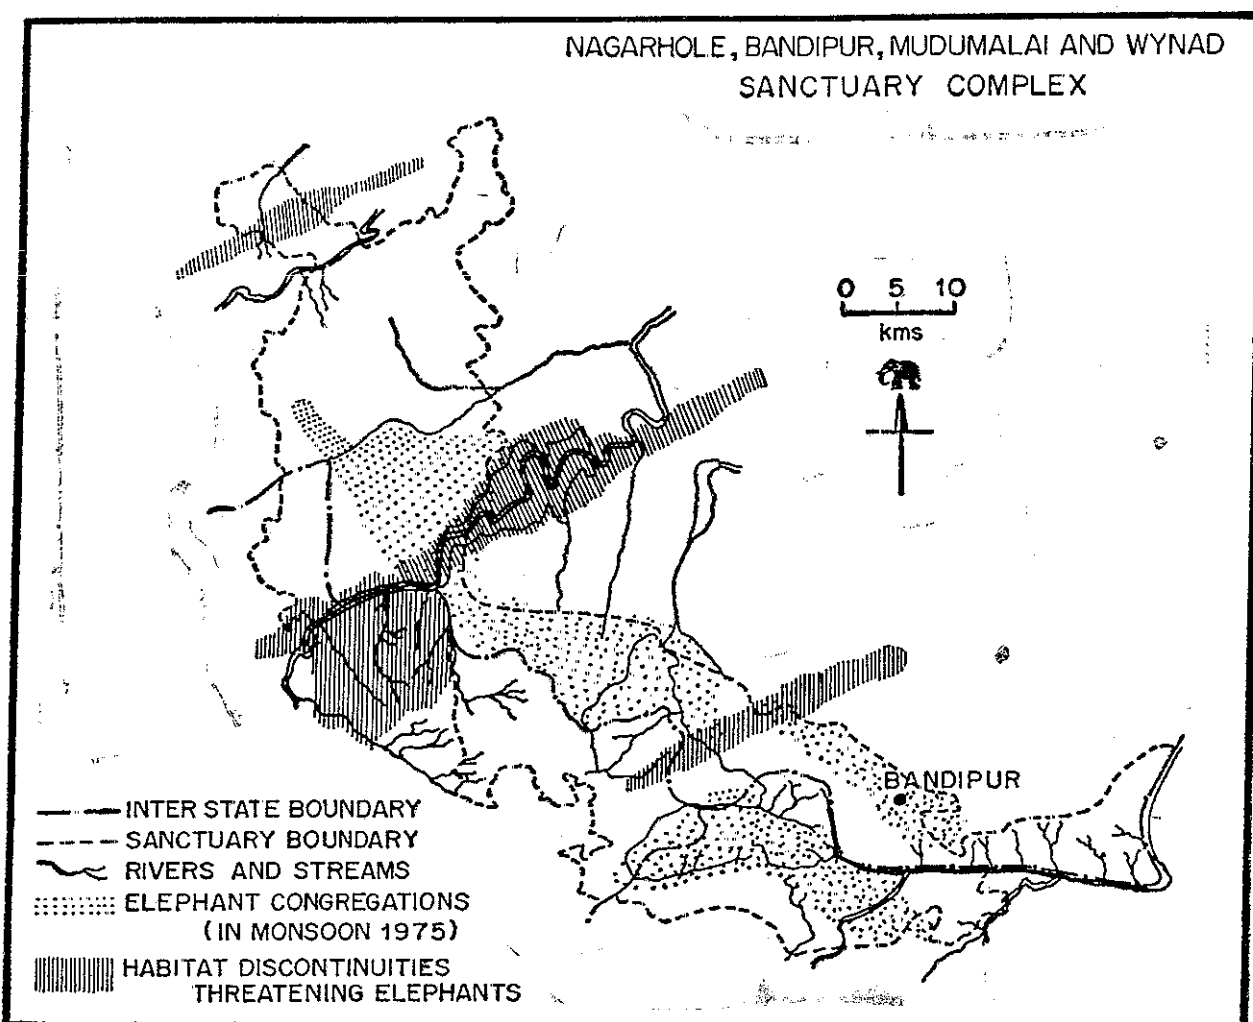 NAGARHOLE, BANDIPUR, MUDUMALAI AND WYNAD
SANCTUARY COMPLEX
0 5 10
kms
BANDIPUR
INTER STATE BOUNDARY
SANCTUARY BOUNDARY
RIVERS AND STREAMS
ELEPHANT CONGREGATIONS
(IN MONSOON 1975)
HABITAT DISCONTINUITIES
THREATENING ELEPHANTS